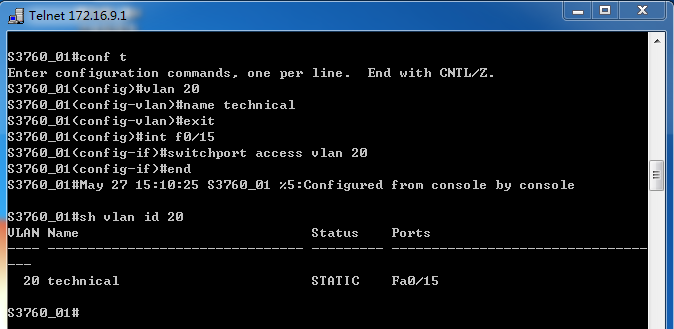 Telnet 172.16.9.1
S3760_01#conf t
Enter configuration commands, one per line.  End with CNTL/Z.
S3760_01(config)#vlan 20
S3760_01(config-vlan)#name technical
S3760_01(config-vlan)#exit
S3760_01(config)#int f0/15
S3760_01(config-if)#switchport access vlan 20
S3760_01(config-if)#end
S3760_01#May 27 15:10:25 S3760_01 %5:Configured from console by console
S3760_01#sh vlan id 20
VLAN Name                             Status    Ports
---- -------------------------------- --------- --------------------------------
---
  20 technical                        STATIC    Fa0/15
S3760_01#